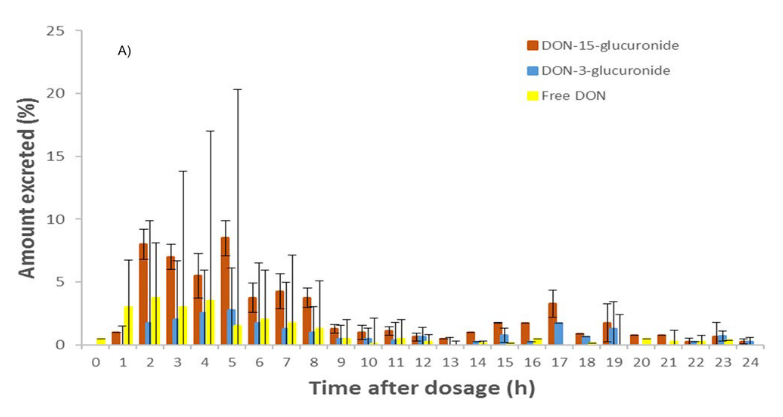 25
A)
DON-15-glucuronide
DON-3-glucuronide
20
Free DON
15
10
5
0
Amount excreted (%)
0 1 2 3 4 5 6 7 8 9 10 11 12 13 14 15 16 17 18 19 20 21 22 23 24
Time after dosage (h)